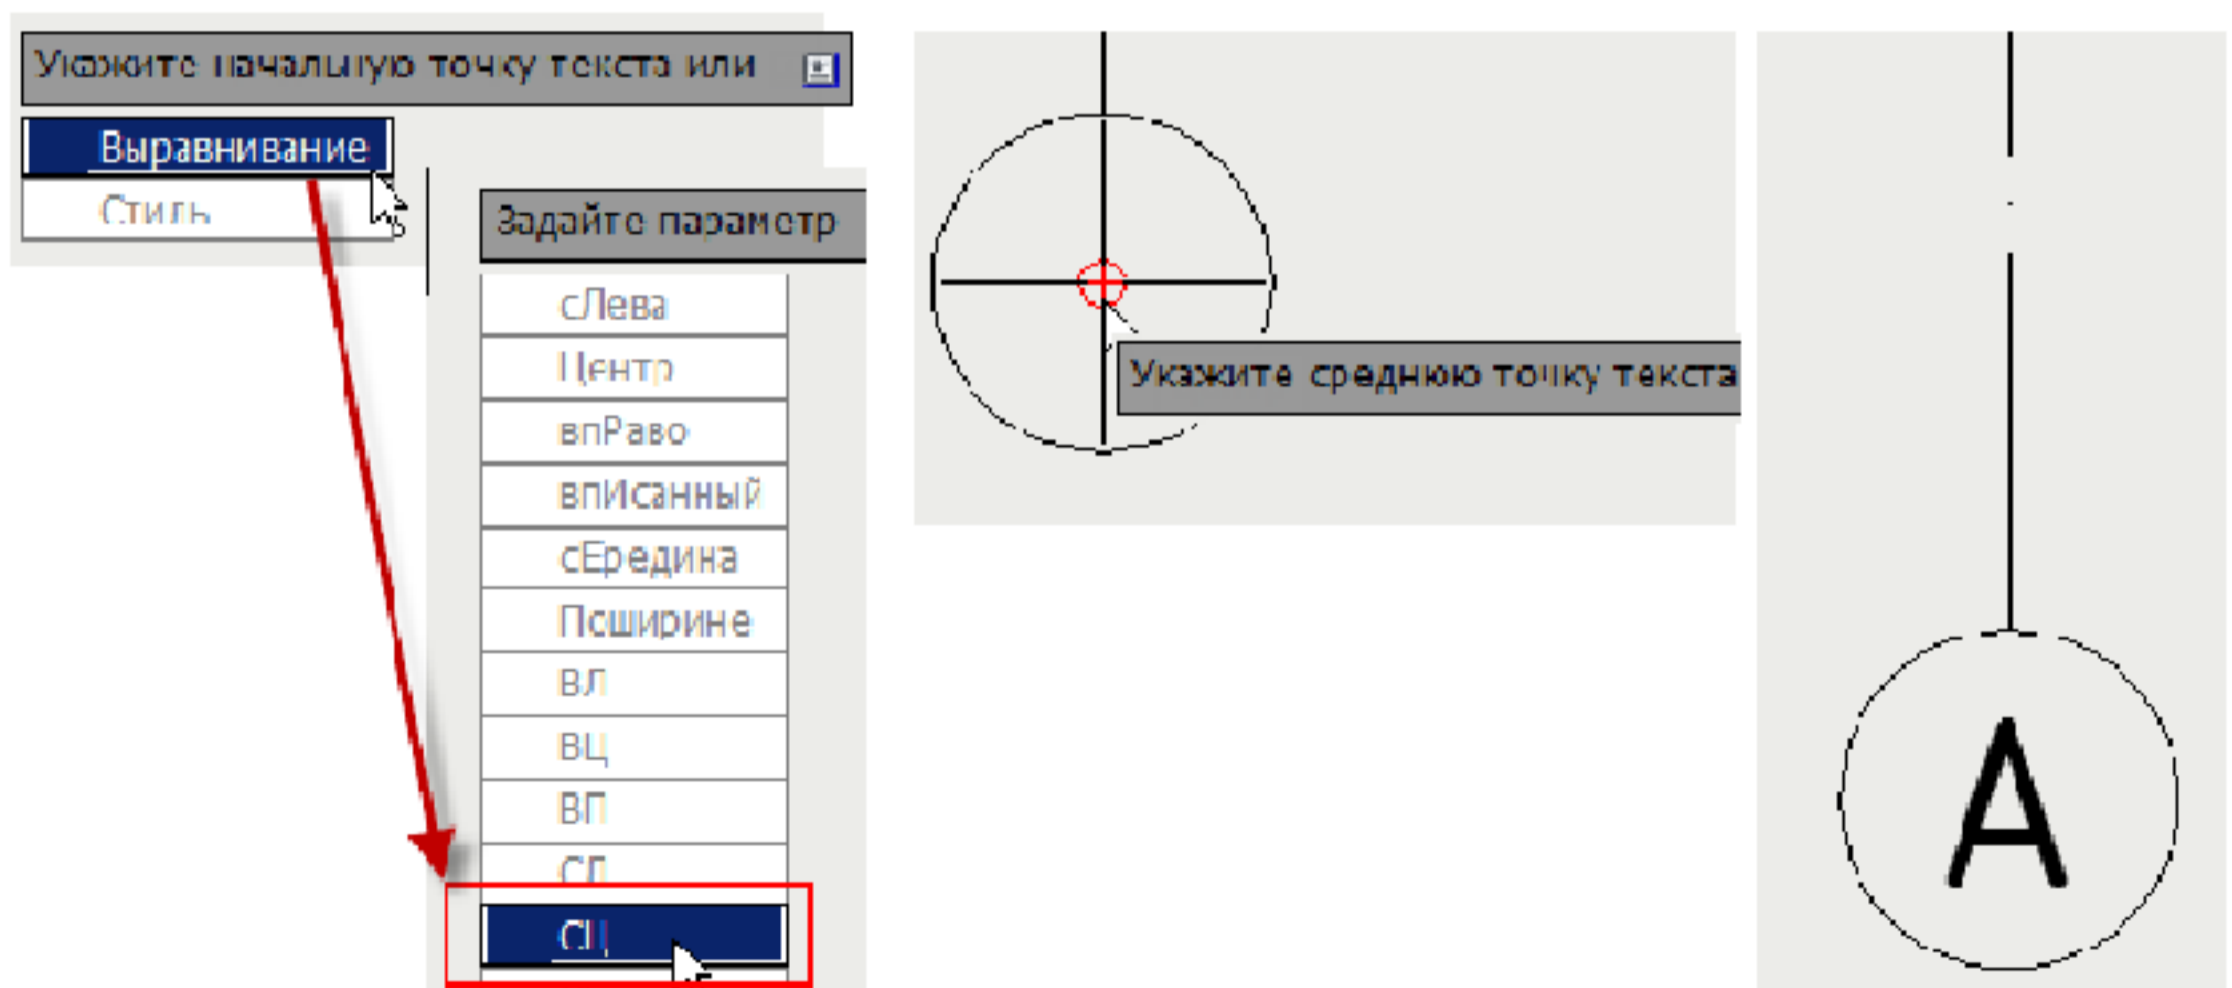 Укажите начальную точку текста или
Выравнивание
Стиль
Задайте параметр
сЛева
Центр
впРаво
впИсанный
сЕредина
Поширине
ВЛ
ВЦ
ВП
СЛ
СЦ
Укажите среднюю точку текста
А